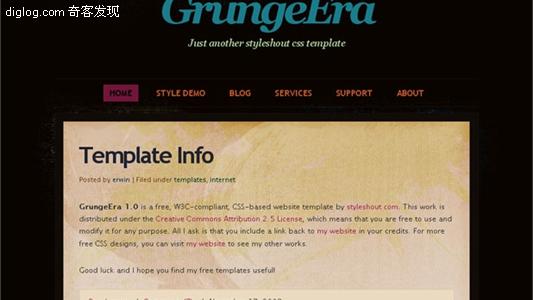 diglog.com 奇客发现
GrungeEra
Just another styleshout css template
HOME STYLE DEMO BLOG SERVICES SUPPORT ABOUT
Template Info
Posted by erwin | Filed under templates, internet
GrungeEra 1.0 is a free, W3C-compliant, CSS-based website template by styleshout.com. This work is
distributed under the Creative Commons Attribution 2.5 License, which means that you are free to use and
modify it for any purpose. All I ask is that you include a link back to my website in your credits. For more
free CSS designs, you can visit my website to see my other works.
Good luck and I hope you find my free templates useful!